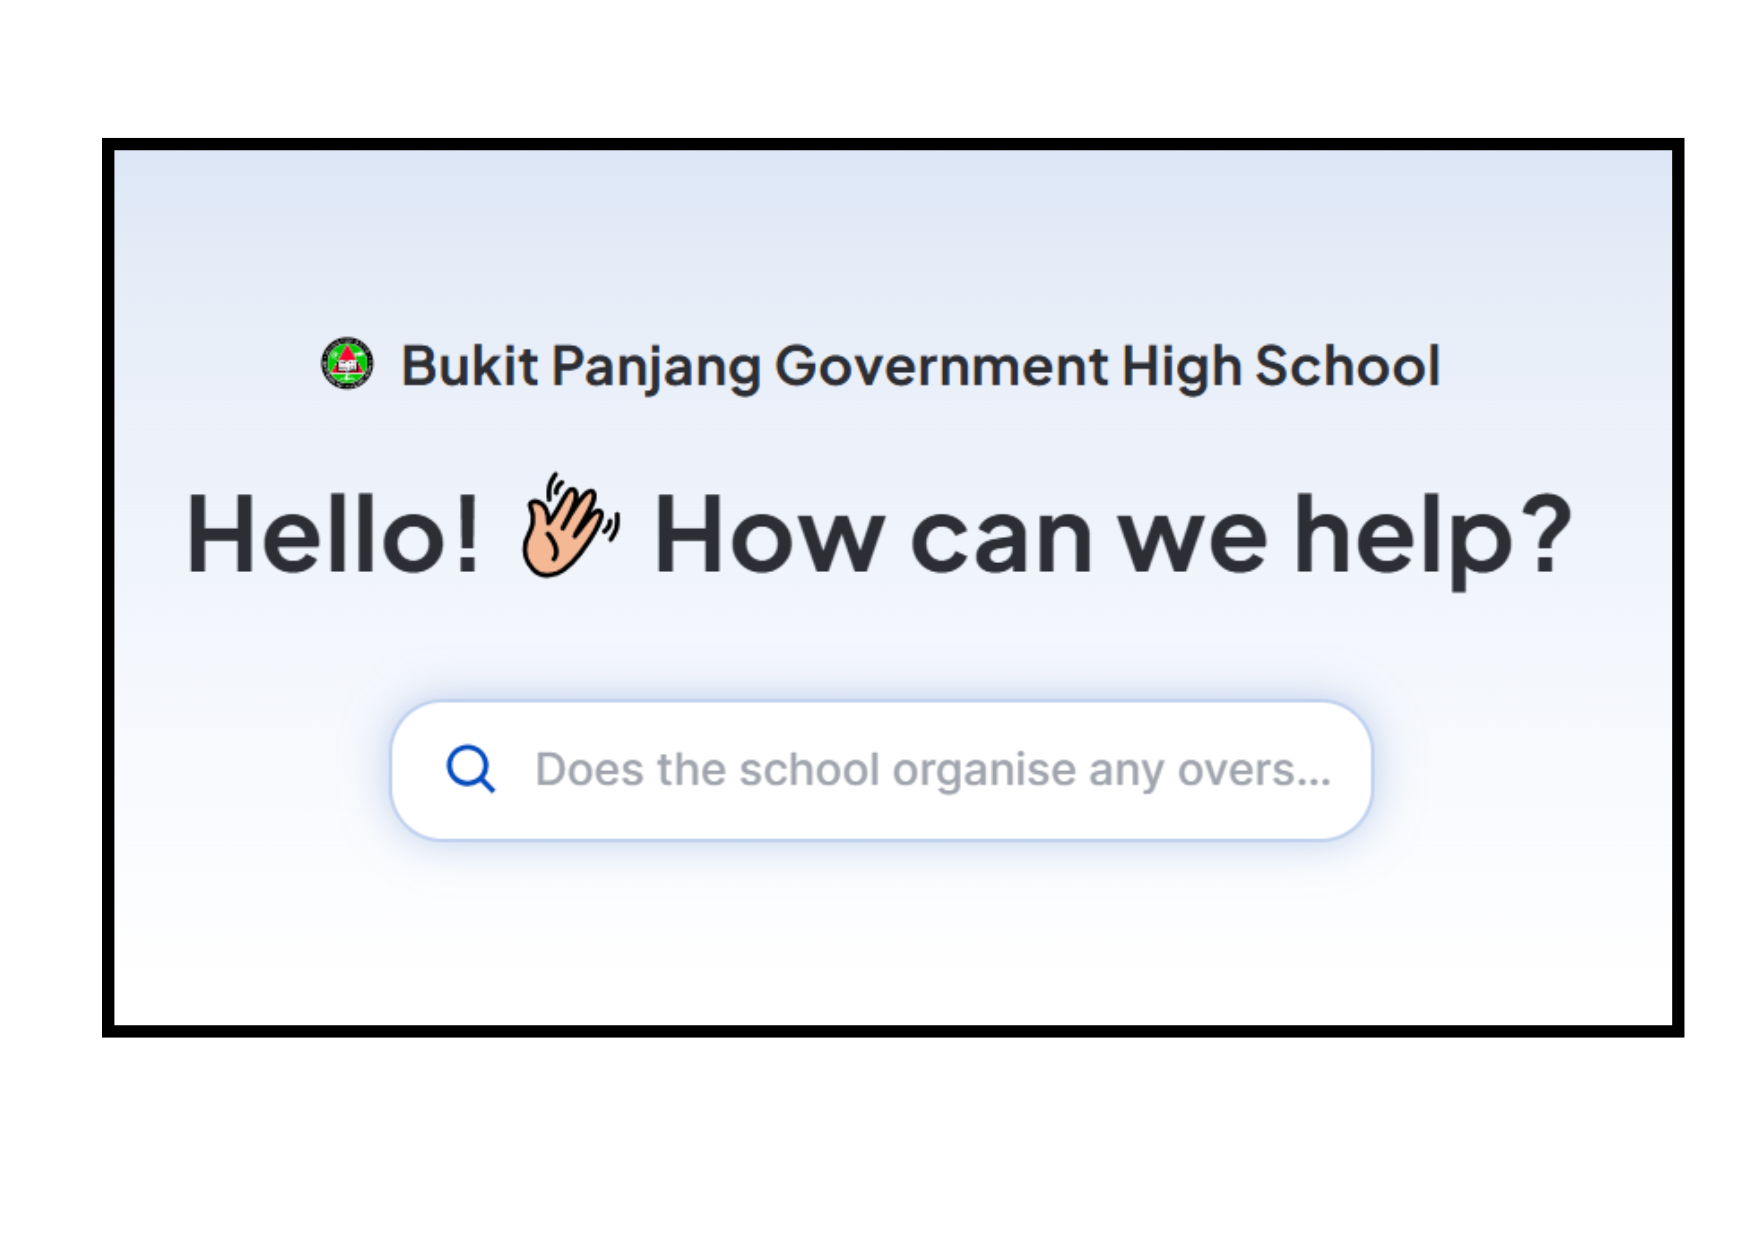 Bukit Panjang Government High School
Hello! 👋 How can we help?
Does the school organise any overs...